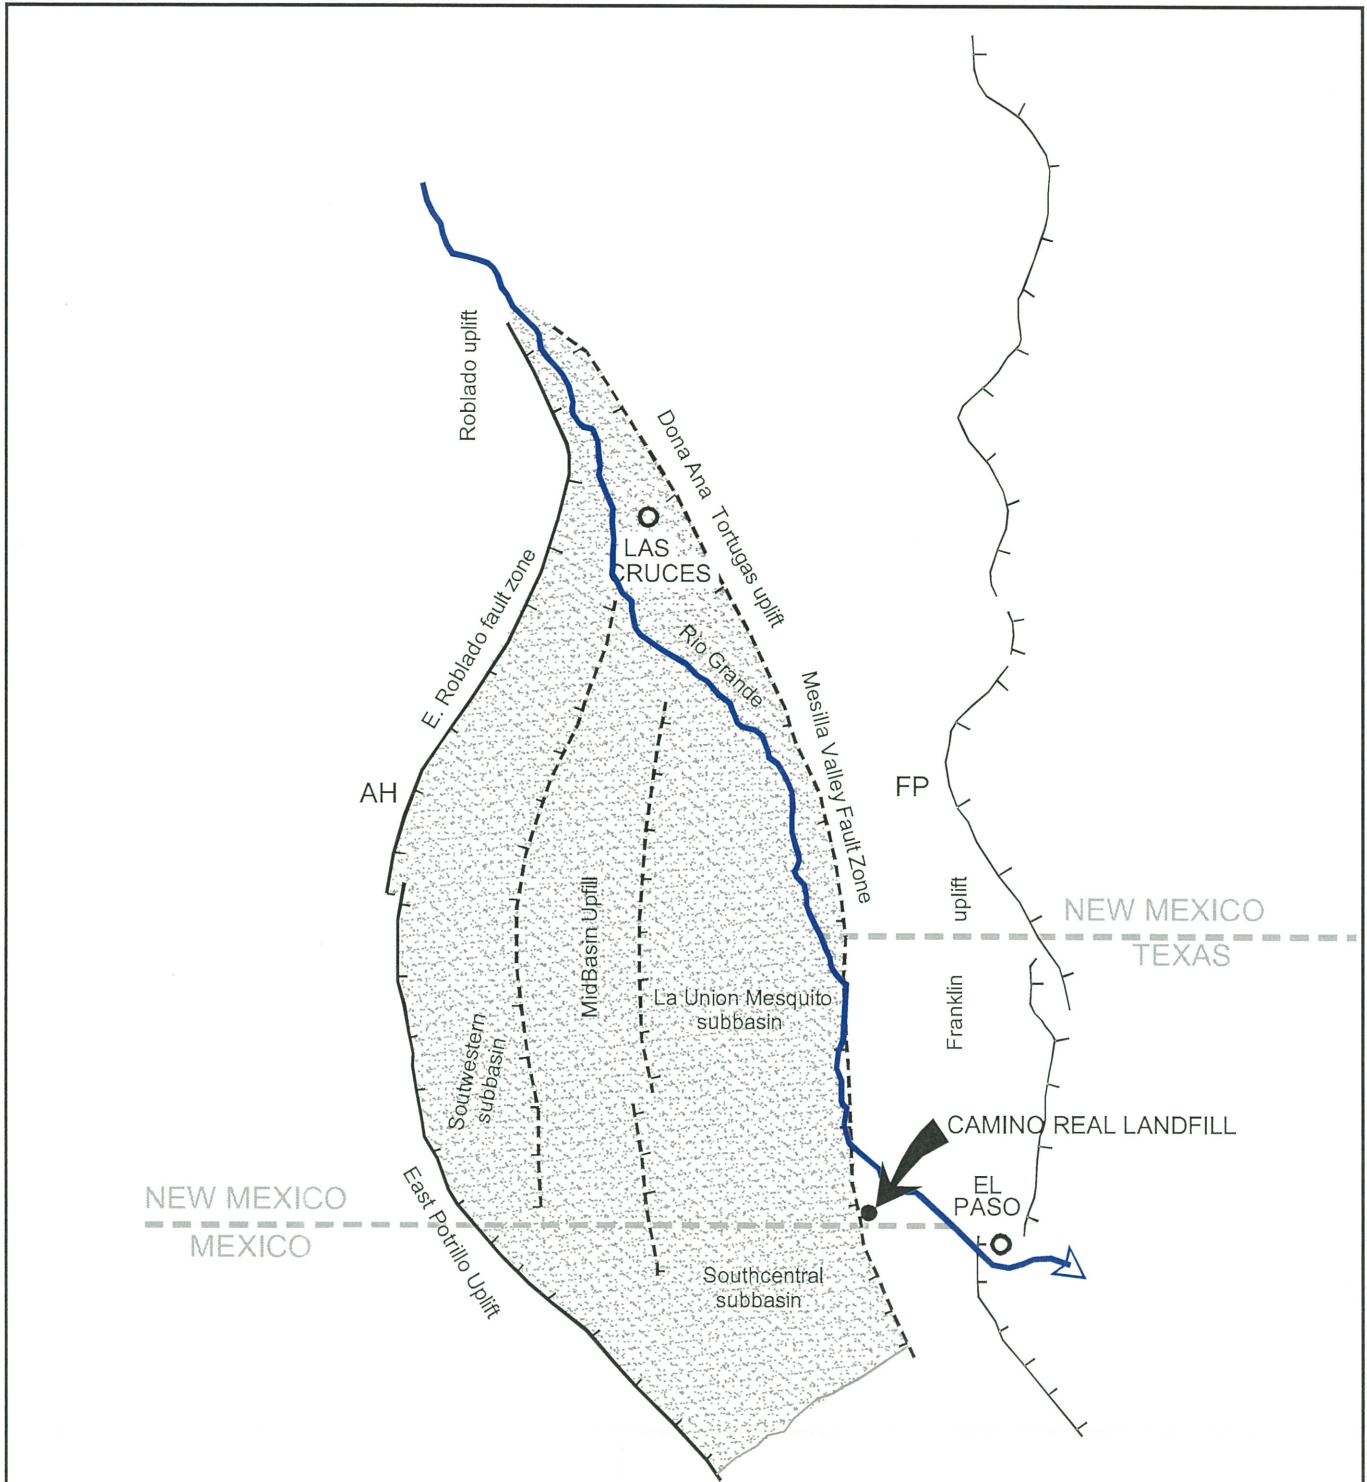 Roblado uplift
Dona Ana Tortugas uplift
LAS
CRUCES
E. Roblado fault zone
Rio Grande
Mesilla Valley Fault Zone
AH
FP
MidBasin Upfill
uplift
Franklin
NEW MEXICO
TEXAS
La Union Mesquito
subbasin
Soutwestern
subbasin
CAMINO REAL LANDFILL
EL
PASO
NEW MEXICO
MEXICO
East Potrillo Uplift
Southcentral
subbasin